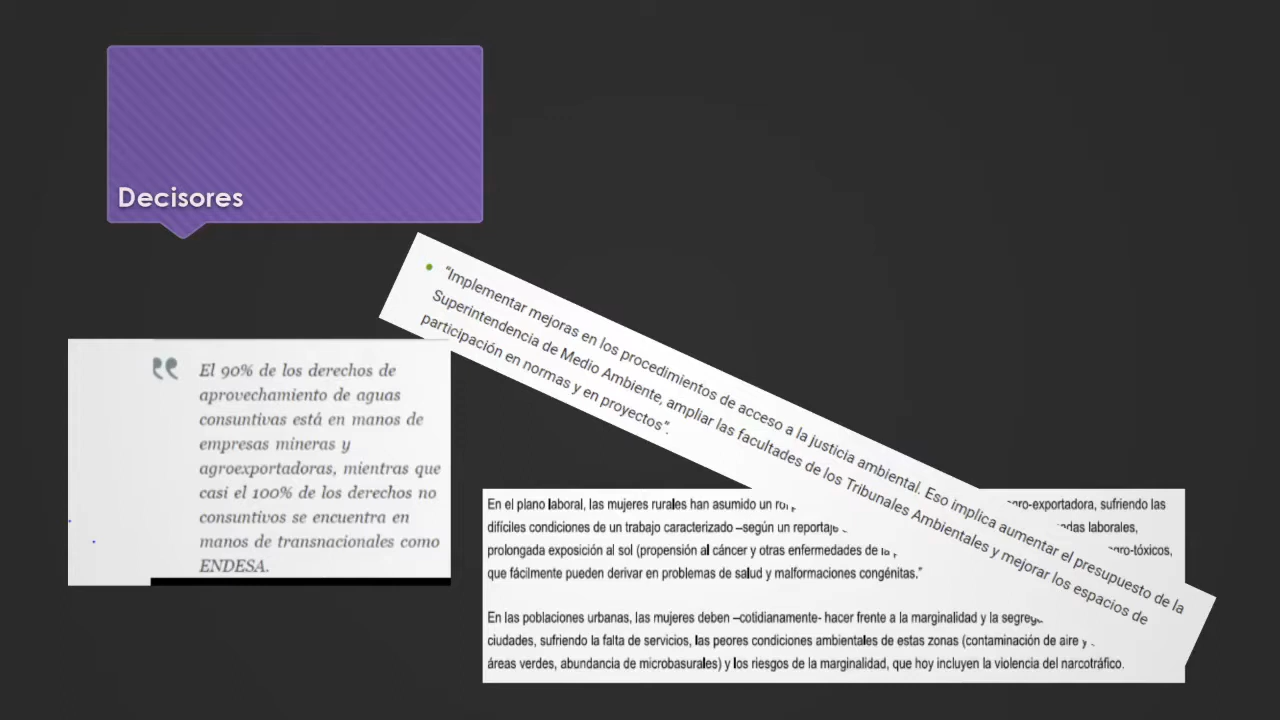 Decisores
• “Implementar mejoras en los procedimientos de acceso a la justicia ambiental. Eso implica aumentar el presupuesto de la
Superintendencia de Medio Ambiente, ampliar las facultades de los Tribunales Ambientales y mejorar los espacios de
participación en normas y en proyectos”.
El 90% de los derechos de
aprovechamiento de aguas
consuntivas está en manos de
empresas mineras y
agroexportadoras, mientras que
casi el 100% de los derechos no
consuntivos se encuentra en
manos de transnacionales como
ENDESA.
En el plano laboral, las mujeres rurales han asumido un -exportadora, sufriendo las
difíciles condiciones de un trabajo caracterizado –según un reportaje laborales,
prolongada exposición al sol (propensión al cáncer y otras enfermedades de la -tóxicos,
que fácilmente pueden derivar en problemas de salud y malformaciones congénitas.”
En las poblaciones urbanas, las mujeres deben –cotidianamente- hacer frente a la marginalidad y la
ciudades, sufriendo la falta de servicios, las peores condiciones ambientales de estas zonas (contaminación de aire y
áreas verdes, abundancia de microbasurales) y los riesgos de la marginalidad, que hoy incluyen la violencia del narcotráfico.